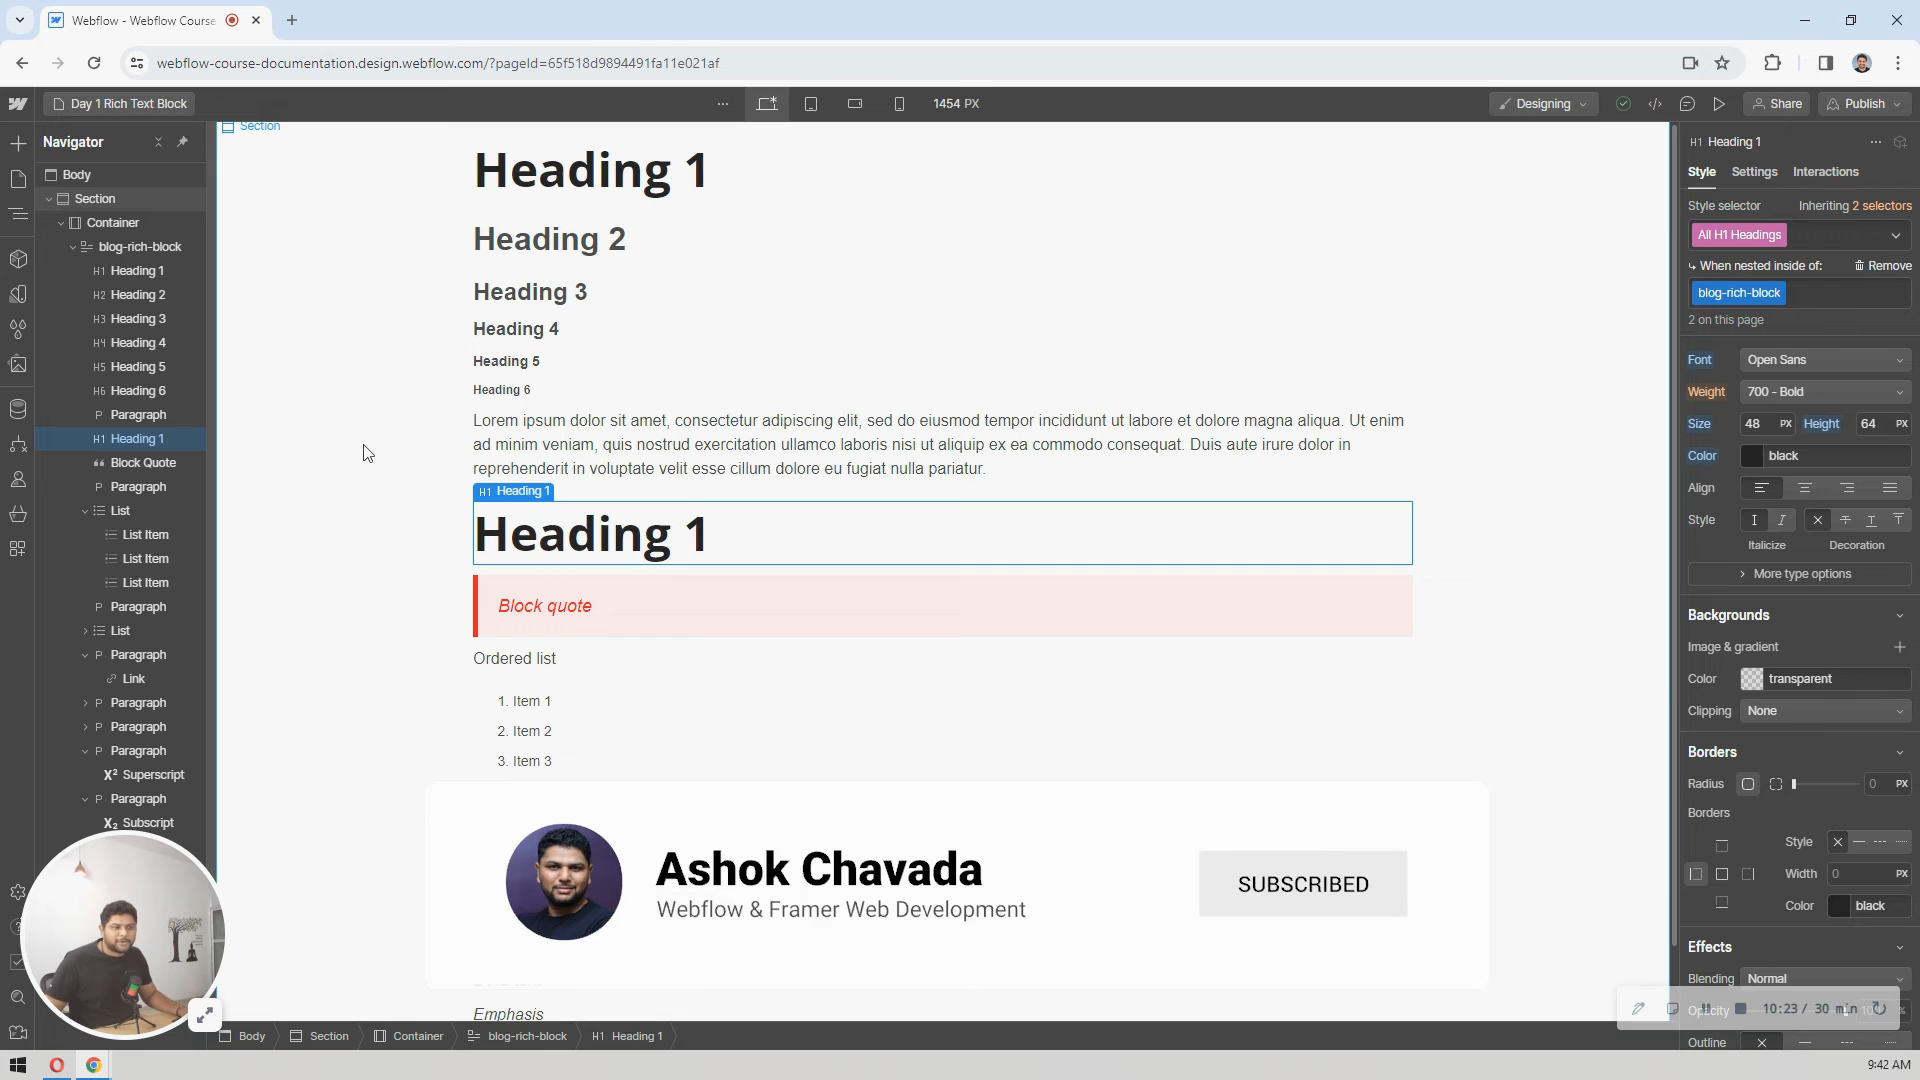 Webflow - Webflow Course
webflow-course-documentation.design.webflow.com/?pageId=65f518d9894491fa11e021af
Day 1 Rich Text Block
1454 PX
Designing
Share
Publish
Navigator
Body
Section
Container
blog-rich-block
H1 Heading 1
H2 Heading 2
H3 Heading 3
H4 Heading 4
H5 Heading 5
H6 Heading 6
P Paragraph
H1 Heading 1
Block Quote
P Paragraph
List
List Item
List Item
List Item
P Paragraph
List
P Paragraph
Link
P Paragraph
P Paragraph
P Paragraph
X² Superscript
P Paragraph
X₂ Subscript
Section
Heading 1
Heading 2
Heading 3
Heading 4
Heading 5
Heading 6
Lorem ipsum dolor sit amet, consectetur adipiscing elit, sed do eiusmod tempor incididunt ut labore et dolore magna aliqua. Ut enim
ad minim veniam, quis nostrud exercitation ullamco laboris nisi ut aliquip ex ea commodo consequat. Duis aute irure dolor in
reprehenderit in voluptate velit esse cillum dolore eu fugiat nulla pariatur.
H1 Heading 1
Heading 1
Block quote
Ordered list
1. Item 1
2. Item 2
3. Item 3
Ashok Chavada
Webflow & Framer Web Development
SUBSCRIBED
Emphasis
Body
Section
Container
blog-rich-block
H1 Heading 1
H1 Heading 1
Style Settings Interactions
Style selector Inheriting 2 selectors
All H1 Headings
When nested inside of: Remove
blog-rich-block
2 on this page
Font Open Sans
Weight 700 - Bold
Size 48 PX Height 64 PX
Color black
Align
Style
Italicize Decoration
More type options
Backgrounds
Image & gradient
Color transparent
Clipping None
Borders
Radius 0 PX
Borders
Style
Width 0 PX
Color black
Effects
Blending Normal
Opacity
10:23 / 30 min
Outline
9:42 AM